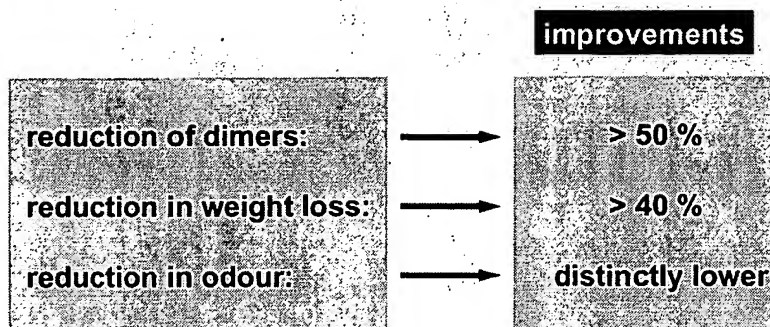 improvements
reduction of dimers: > 50 %
reduction in weight loss: > 40 %
reduction in odour: distinctly lower